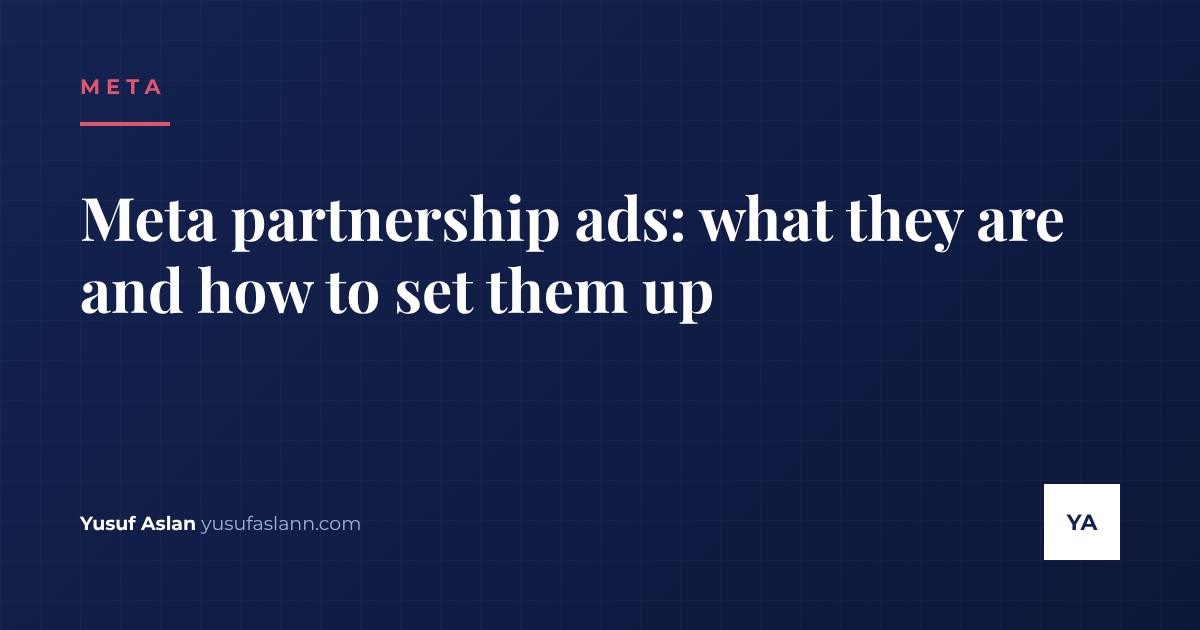 META
Meta partnership ads: what they are
and how to set them up
Yusuf Aslan yusufaslann.com
YA